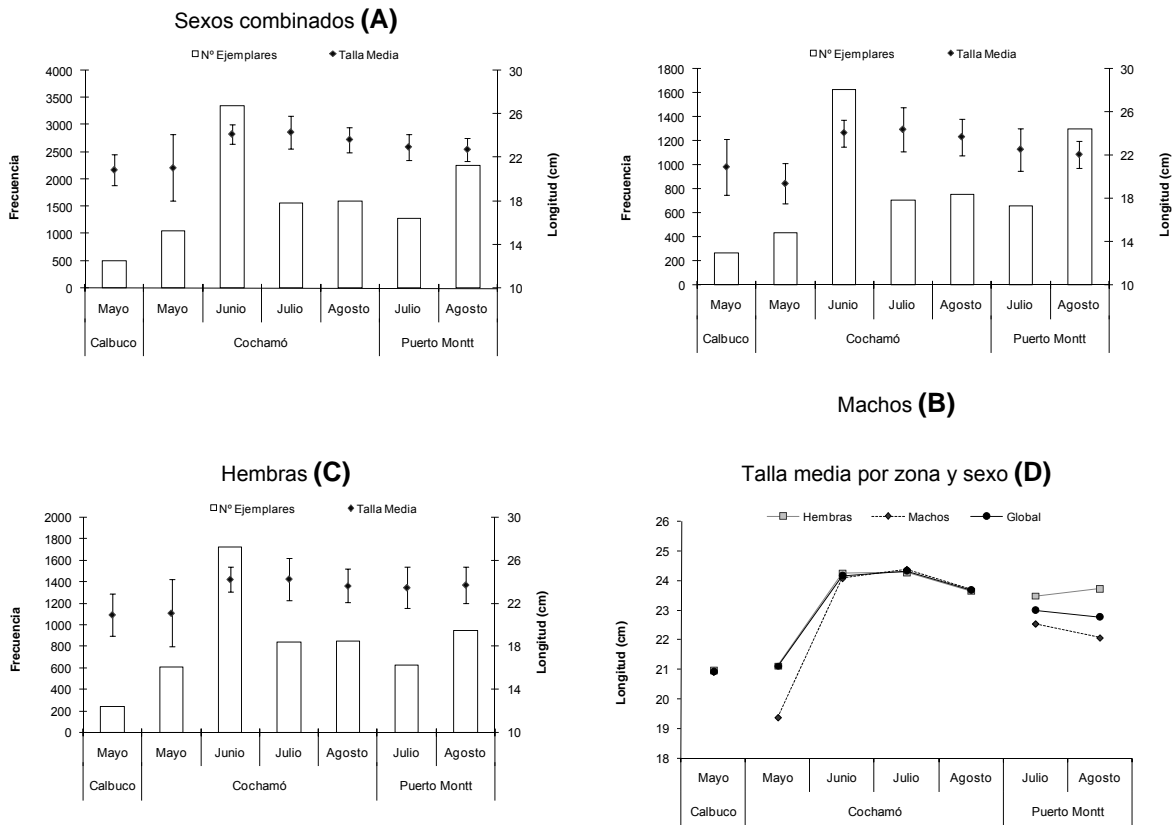 Sexos combinados (A)
Nº Ejemplares Talla Media
Frecuencia
4000
3500
3000
2500
2000
1500
1000
500
0
30
26
22
18
14
10
Longitud (cm)
Mayo Mayo Junio Julio Agosto Julio Agosto
Calbuco Cochamó Puerto Montt
Nº Ejemplares Talla Media
Frecuencia
1800
1600
1400
1200
1000
800
600
400
200
0
30
26
22
18
14
10
Longitud (cm)
Mayo Mayo Junio Julio Agosto Julio Agosto
Calbuco Cochamó Puerto Montt
Machos (B)
Hembras (C)
Nº Ejemplares Talla Media
Frecuencia
2000
1800
1600
1400
1200
1000
800
600
400
200
0
30
26
22
18
14
10
Longitud (cm)
Mayo Mayo Junio Julio Agosto Julio Agosto
Calbuco Cochamó Puerto Montt
Talla media por zona y sexo (D)
Hembras Machos Global
Longitud (cm)
26
25
24
23
22
21
20
19
18
Mayo Mayo Junio Julio Agosto Julio Agosto
Calbuco Cochamó Puerto Montt